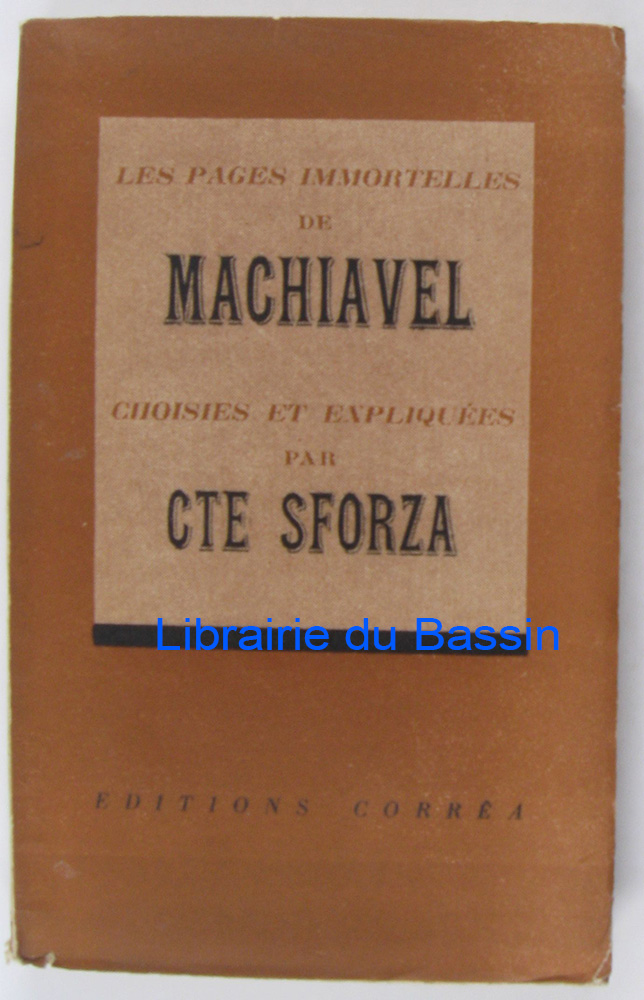 LES PAGES IMMORTELLES
DE
MACHIAVEL
CHOISIES ET EXPLIQUÉES
PAR
CTE SFORZA
Librairie du Bassin
EDITIONS CORRÊA